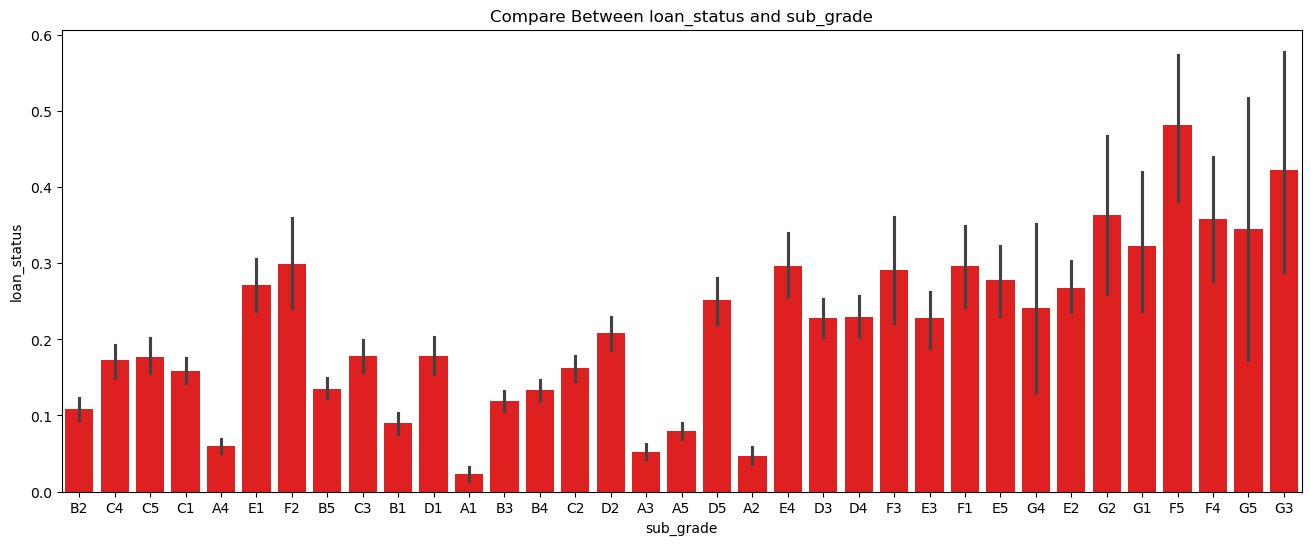 Compare Between loan_status and sub_grade
0.6
0.5
0.4
0.3
0.2
0.1
0.0
loan_status
B2 C4 C5 C1 A4 E1 F2 B5 C3 B1 D1 A1 B3 B4 C2 D2 A3 A5 D5 A2 E4 D3 D4 F3 E3 F1 E5 G4 E2 G2 G1 F5 F4 G5 G3
sub_grade